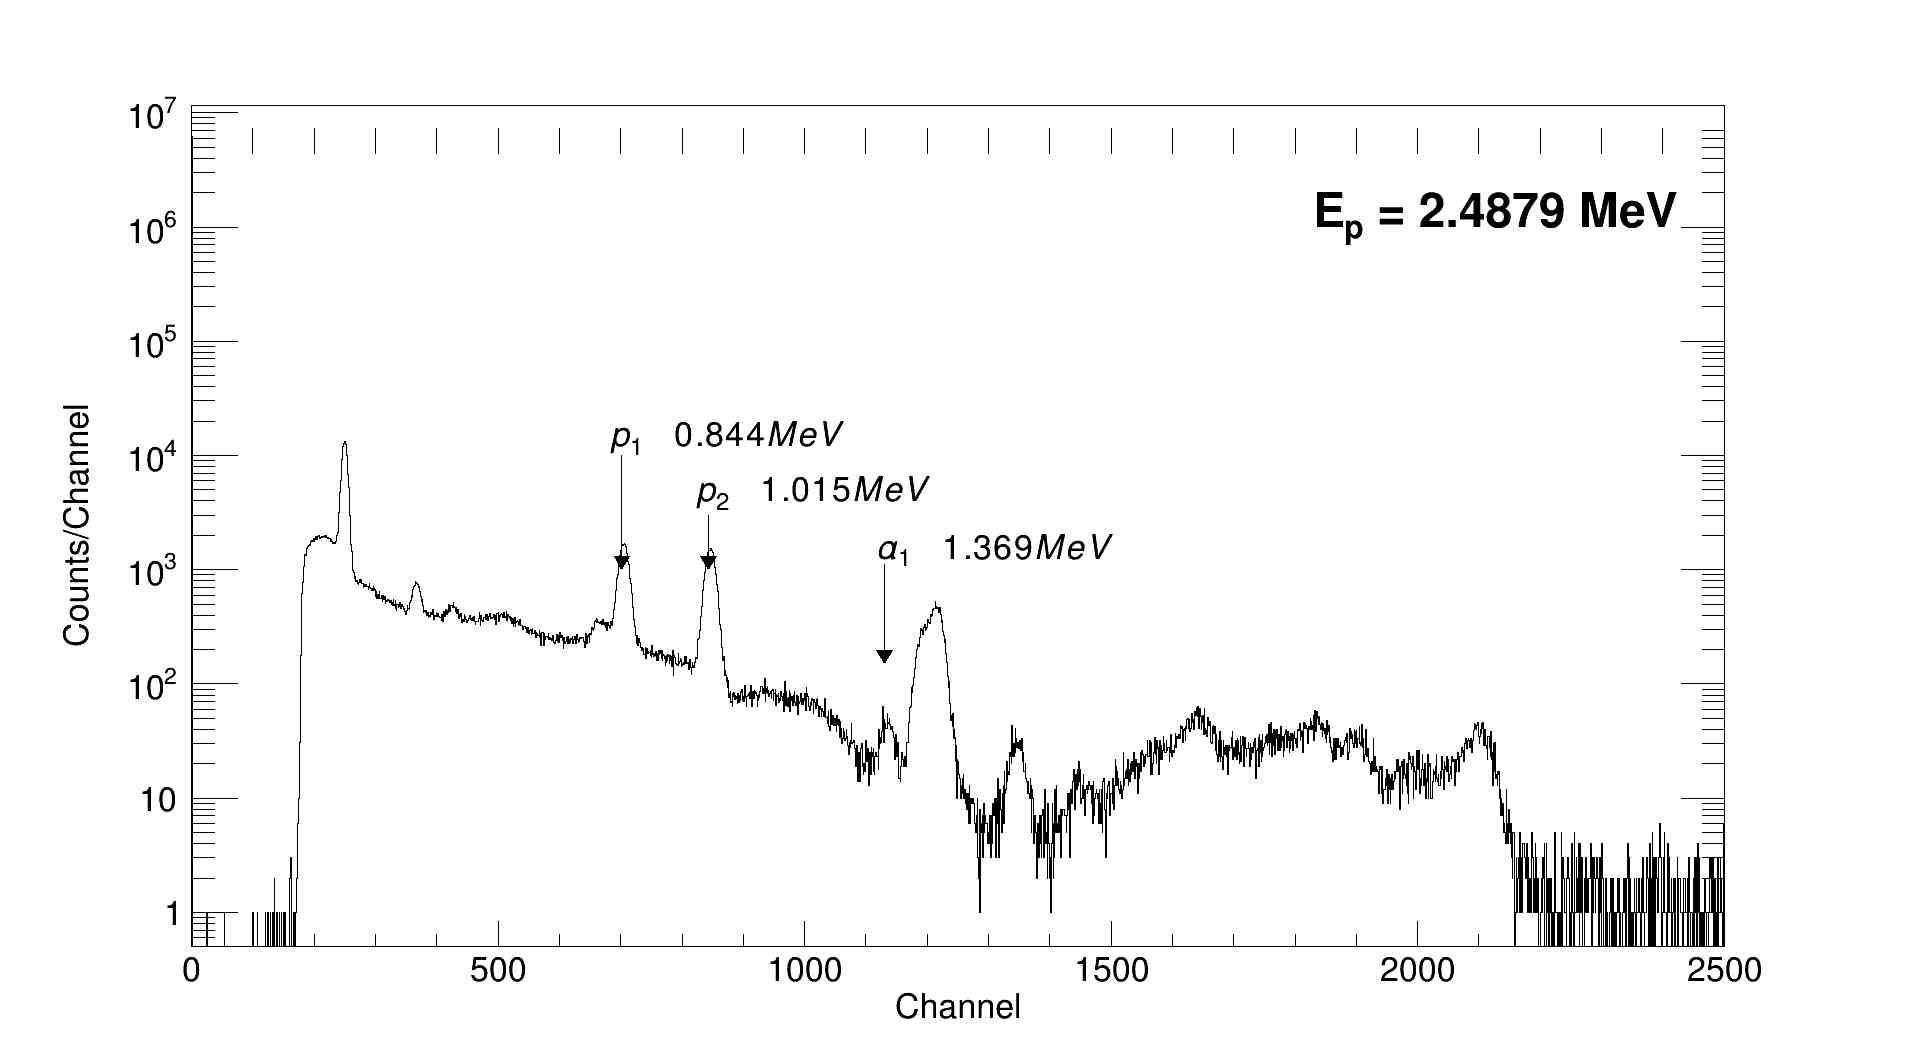 10^7
E_p = 2.4879 MeV
10^6
10^5
p_1 0.844MeV
10^4
p_2 1.015MeV
α_1 1.369MeV
10^3
10^2
10
1
Counts/Channel
0 500 1000 1500 2000 2500
Channel